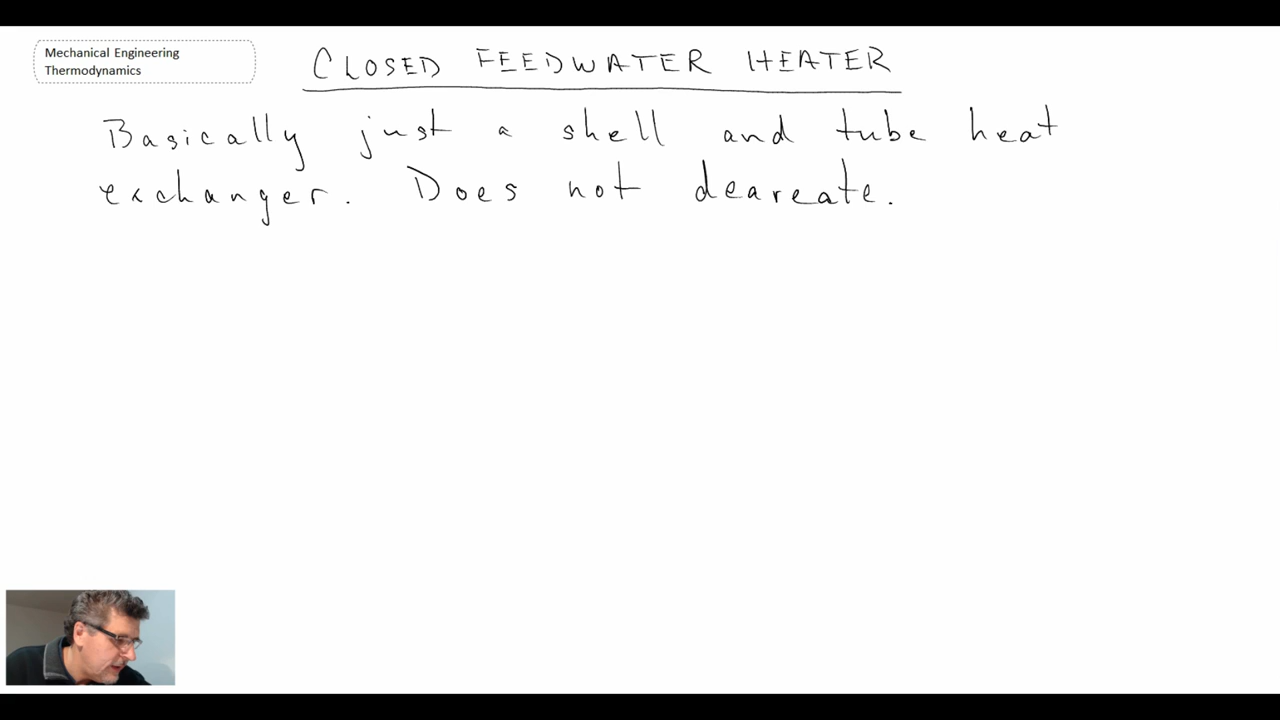 Mechanical Engineering
Thermodynamics
CLOSED FEEDWATER HEATER
Basically just a shell and tube heat
exchanger. Does not deareate.